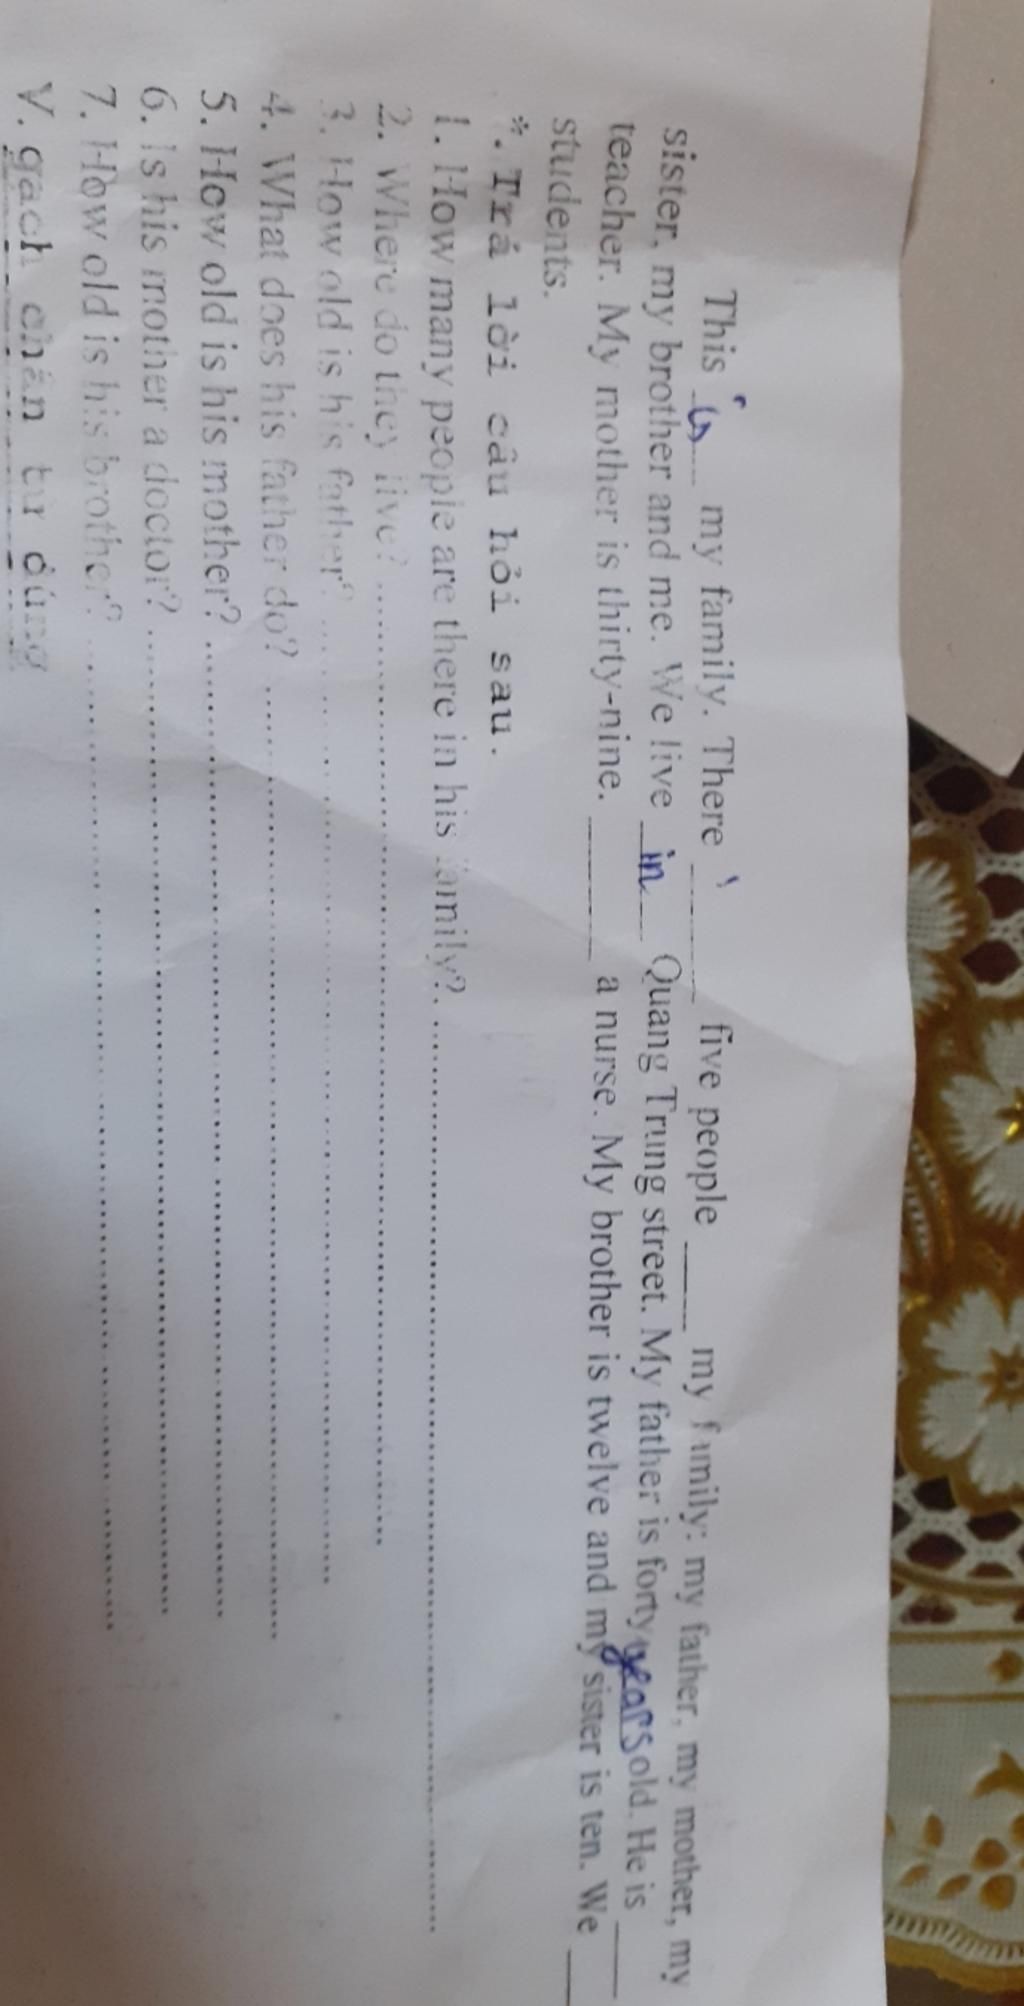 This is my family. There ______ five people ____ my family: my father, my mother, my
sister, my brother and me. We live in Quang Trung street. My father is forty years old. He is ____
teacher. My mother is thirty-nine. ______ a nurse. My brother is twelve and my sister is ten. We ____
students.
*. Trả lời câu hỏi sau.
1. How many people are there in his family?. ............
2. Where do they live? ............
3. How old is his father? ............
4. What does his father do? ............
5. How old is his mother? ............
6. Is his mother a doctor? ............
7. How old is his brother? ............
V. gạch chân từ đúng